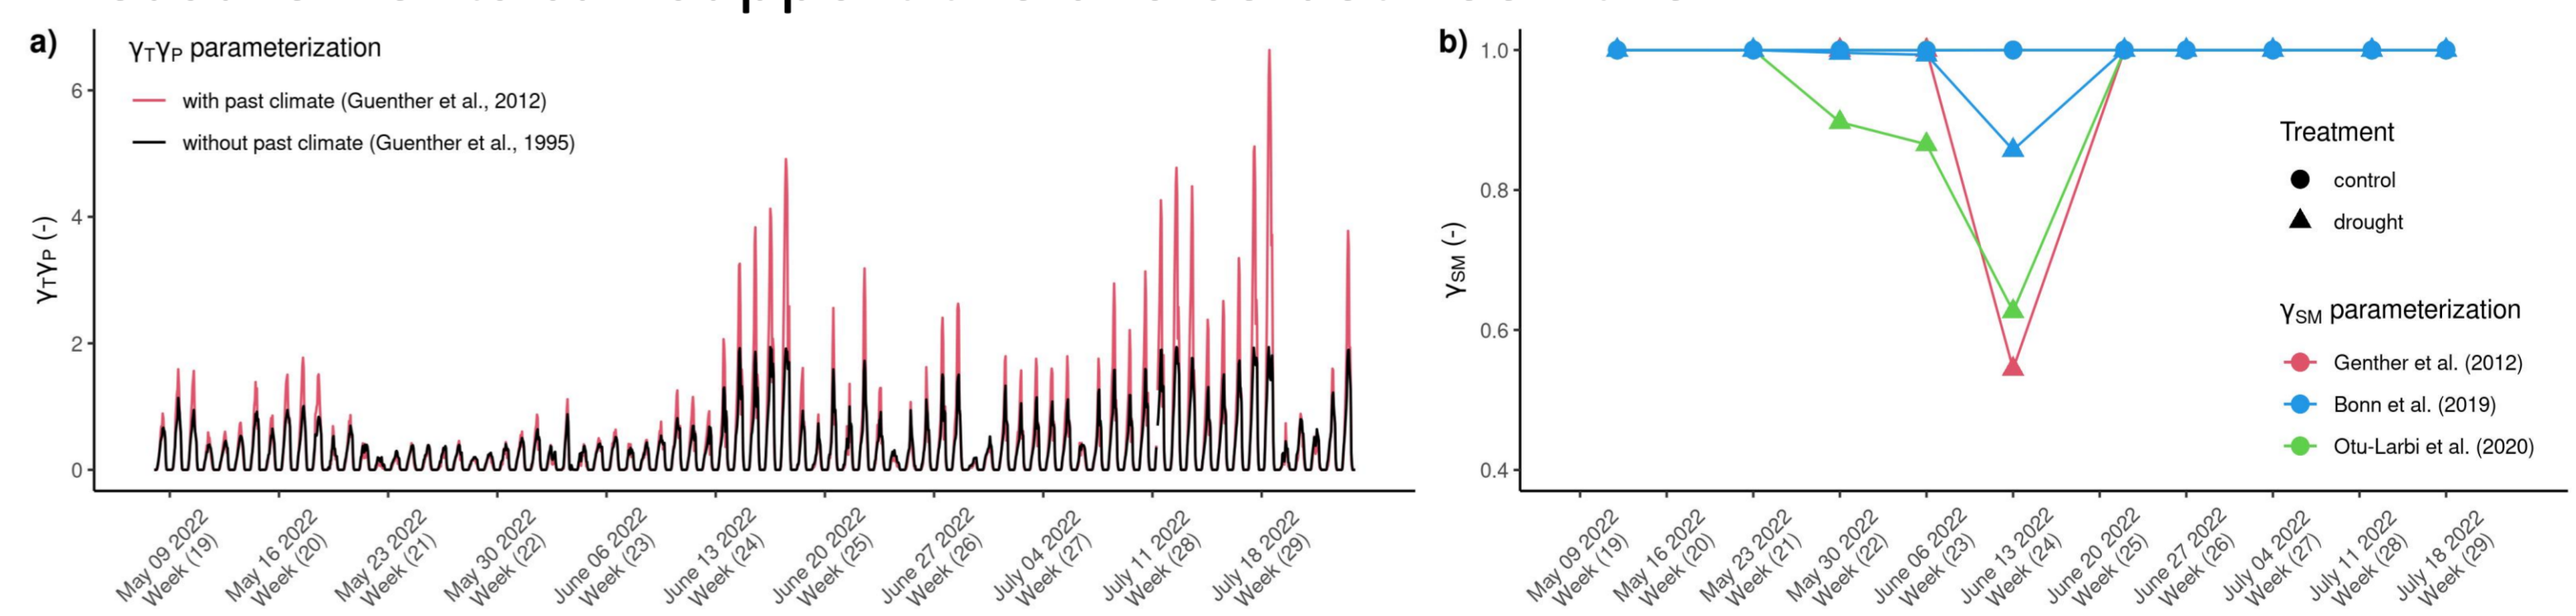 a)
γTγP parameterization
with past climate (Guenther et al., 2012)
without past climate (Guenther et al., 1995)
γTγP (-)
6
4
2
0
May 09 2022
Week (19)
May 16 2022
Week (20)
May 23 2022
Week (21)
May 30 2022
Week (22)
June 06 2022
Week (23)
June 13 2022
Week (24)
June 20 2022
Week (25)
June 27 2022
Week (26)
July 04 2022
Week (27)
July 11 2022
Week (28)
July 18 2022
Week (29)
b)
γSM (-)
1.0
0.8
0.6
0.4
Treatment
control
drought
γSM parameterization
Genther et al. (2012)
Bonn et al. (2019)
Otu-Larbi et al. (2020)
May 09 2022
Week (19)
May 16 2022
Week (20)
May 23 2022
Week (21)
May 30 2022
Week (22)
June 06 2022
Week (23)
June 13 2022
Week (24)
June 20 2022
Week (25)
June 27 2022
Week (26)
July 04 2022
Week (27)
July 11 2022
Week (28)
July 18 2022
Week (29)